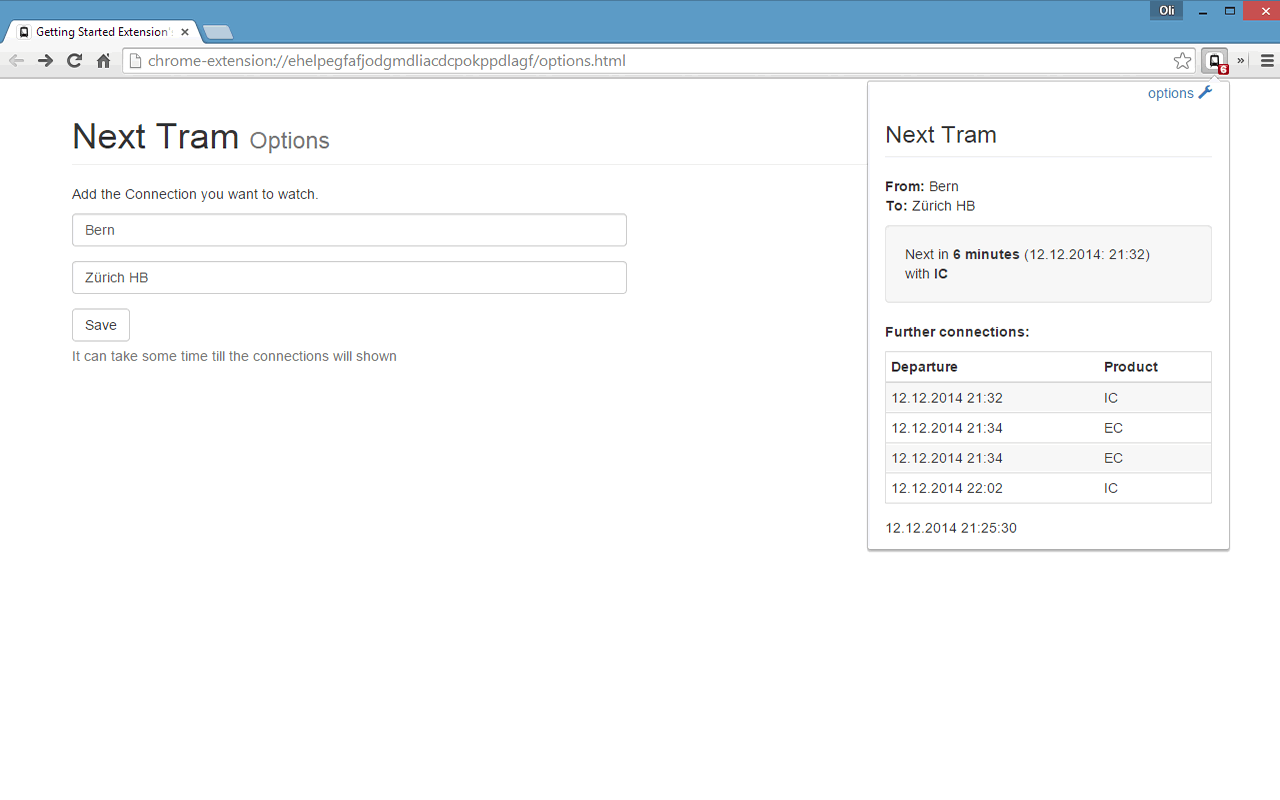 Oli
Getting Started Extension's
chrome-extension://ehelpegfafjodgmdliacdcpokppdlagf/options.html
6
»
Next Tram Options
Add the Connection you want to watch.
Bern
Zürich HB
Save
It can take some time till the connections will shown
options
Next Tram
From: Bern
To: Zürich HB
Next in 6 minutes (12.12.2014: 21:32)
with IC
Further connections:
Departure Product
12.12.2014 21:32 IC
12.12.2014 21:34 EC
12.12.2014 21:34 EC
12.12.2014 22:02 IC
12.12.2014 21:25:30